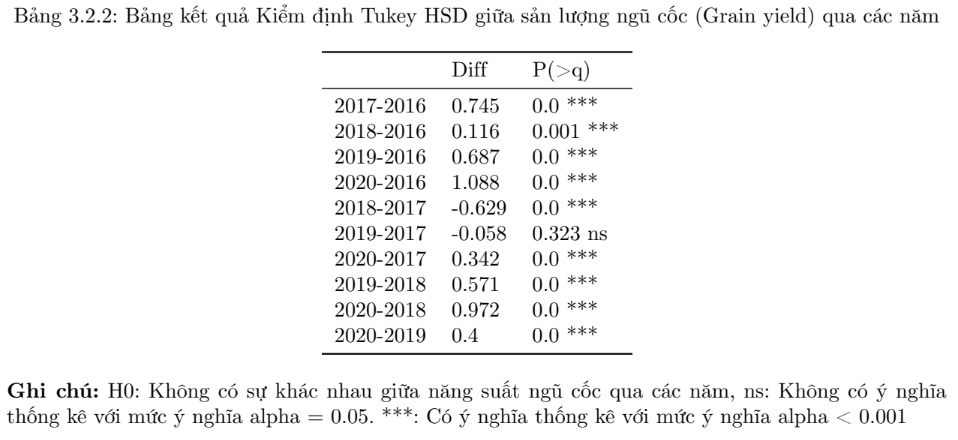 Bảng 3.2.2: Bảng kết quả Kiểm định Tukey HSD giữa sản lượng ngũ cốc (Grain yield) qua các năm
Diff P(>q)
2017-2016 0.745 0.0 ***
2018-2016 0.116 0.001 ***
2019-2016 0.687 0.0 ***
2020-2016 1.088 0.0 ***
2018-2017 -0.629 0.0 ***
2019-2017 -0.058 0.323 ns
2020-2017 0.342 0.0 ***
2019-2018 0.571 0.0 ***
2020-2018 0.972 0.0 ***
2020-2019 0.4 0.0 ***
Ghi chú: H0: Không có sự khác nhau giữa năng suất ngũ cốc qua các năm, ns: Không có ý nghĩa
thống kê với mức ý nghĩa alpha = 0.05. ***: Có ý nghĩa thống kê với mức ý nghĩa alpha < 0.001